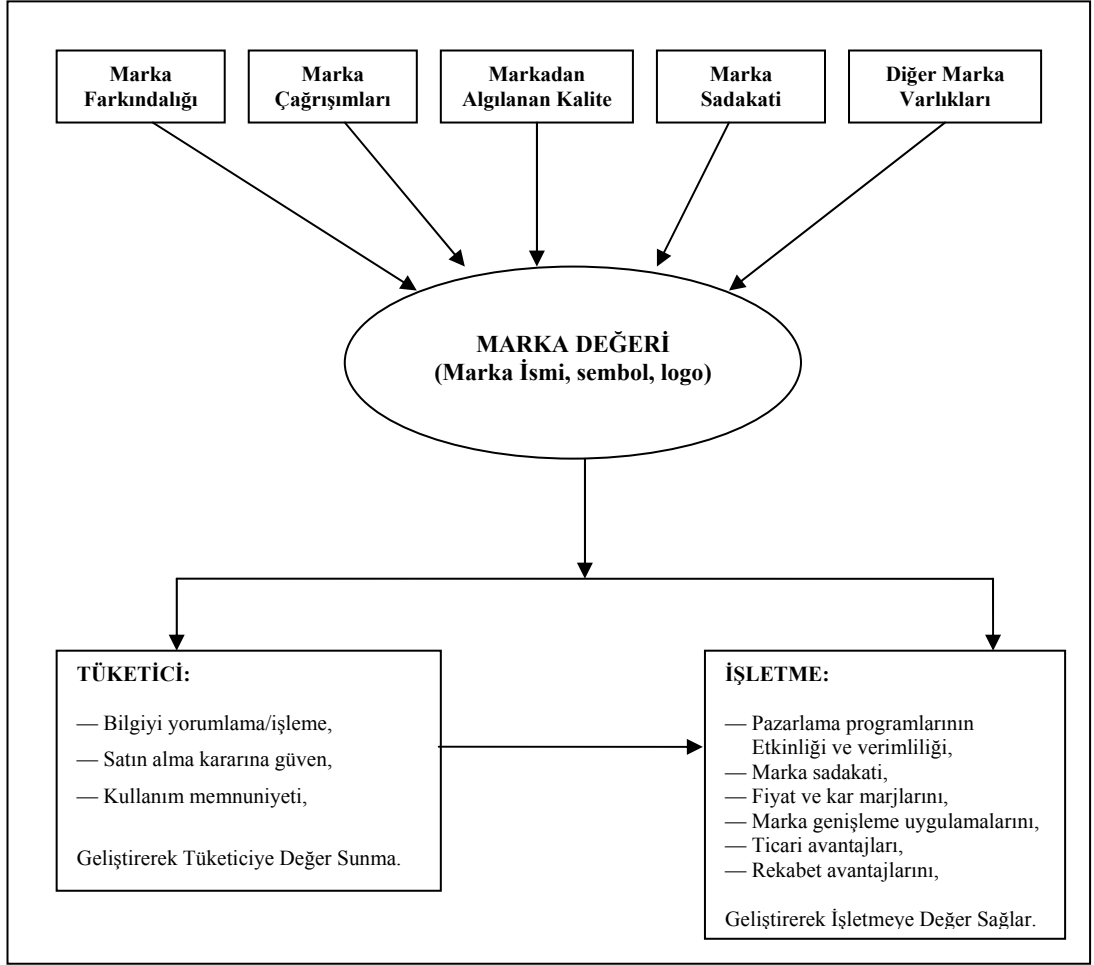 Marka
Farkındalığı
Marka
Çağrışımları
Markadan
Algılanan Kalite
Marka
Sadakati
Diğer Marka
Varlıkları
MARKA DEĞERİ
(Marka İsmi, sembol, logo)
TÜKETİCİ:
— Bilgiyi yorumlama/işleme,
— Satın alma kararına güven,
— Kullanım memnuniyeti,
Geliştirerek Tüketiciye Değer Sunma.
İŞLETME:
— Pazarlama programlarının
Etkinliği ve verimliliği,
— Marka sadakati,
— Fiyat ve kar marjlarını,
— Marka genişleme uygulamalarını,
— Ticari avantajları,
— Rekabet avantajlarını,
Geliştirerek İşletmeye Değer Sağlar.